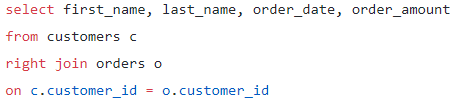 select first_name, last_name, order_date, order_amount
from customers c
right join orders o
on c.customer_id = o.customer_id